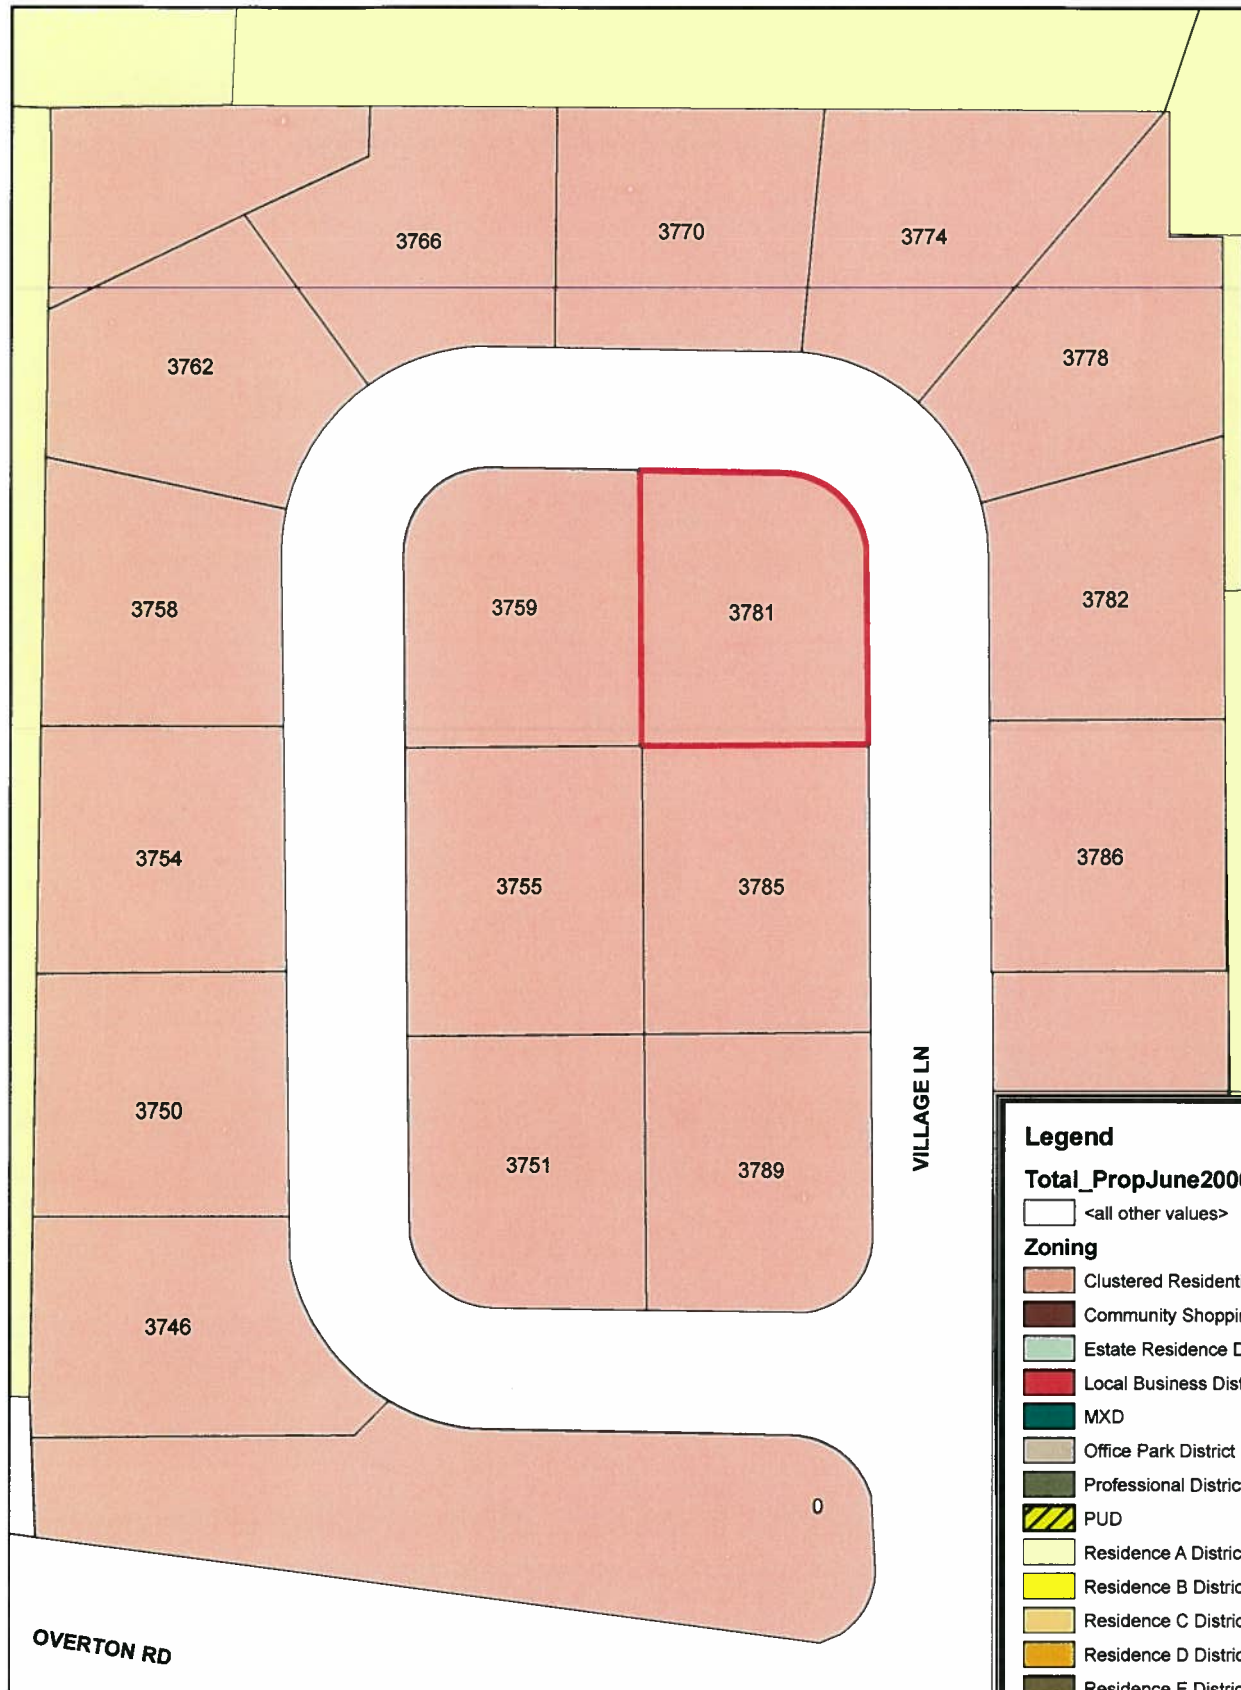 3766
3770
3774
3762
3778
3758
3759
3781
3782
3754
3755
3785
3786
3750
3751
3789
VILLAGE LN
3746
0
OVERTON RD
Legend
Total_PropJune200
<all other values>
Zoning
Clustered Resident
Community Shoppi
Estate Residence D
Local Business Dist
MXD
Office Park District
Professional Distric
PUD
Residence A Distric
Residence B Distric
Residence C Distric
Residence D Distric
Residence E Distric